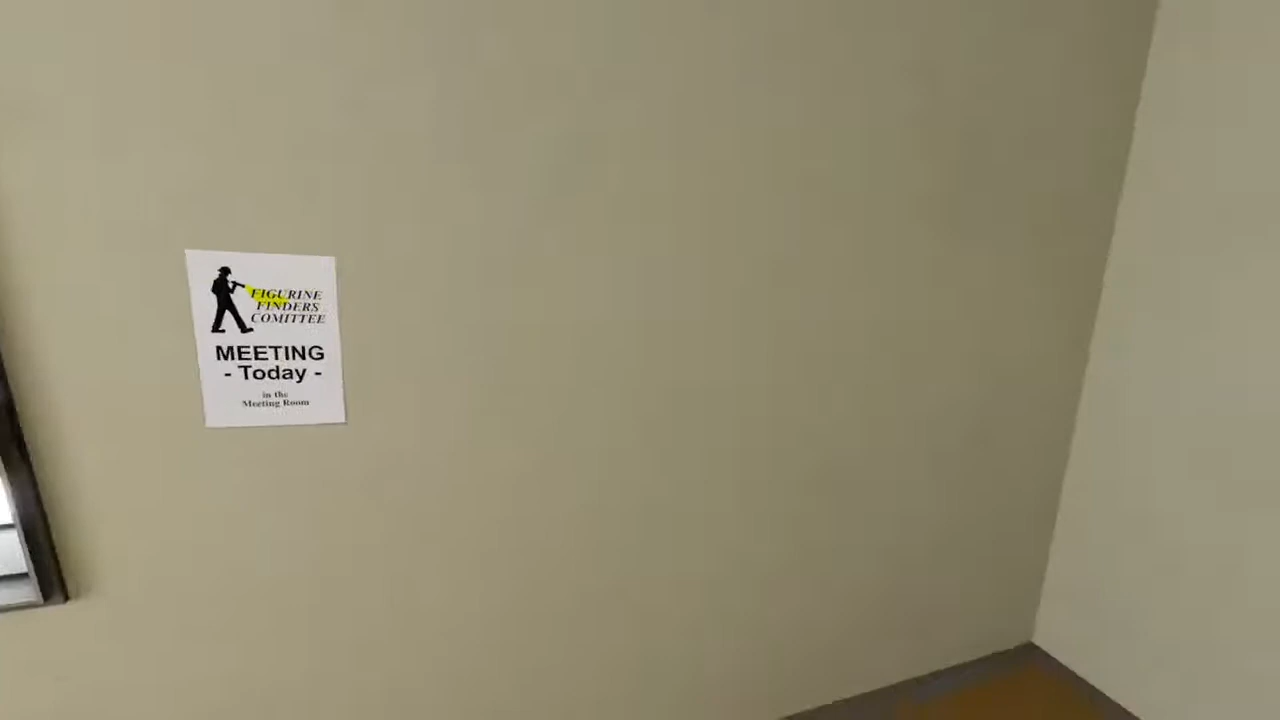 FIGURINE
FINDERS
COMITTEE
MEETING
- Today -
in the
Meeting Room